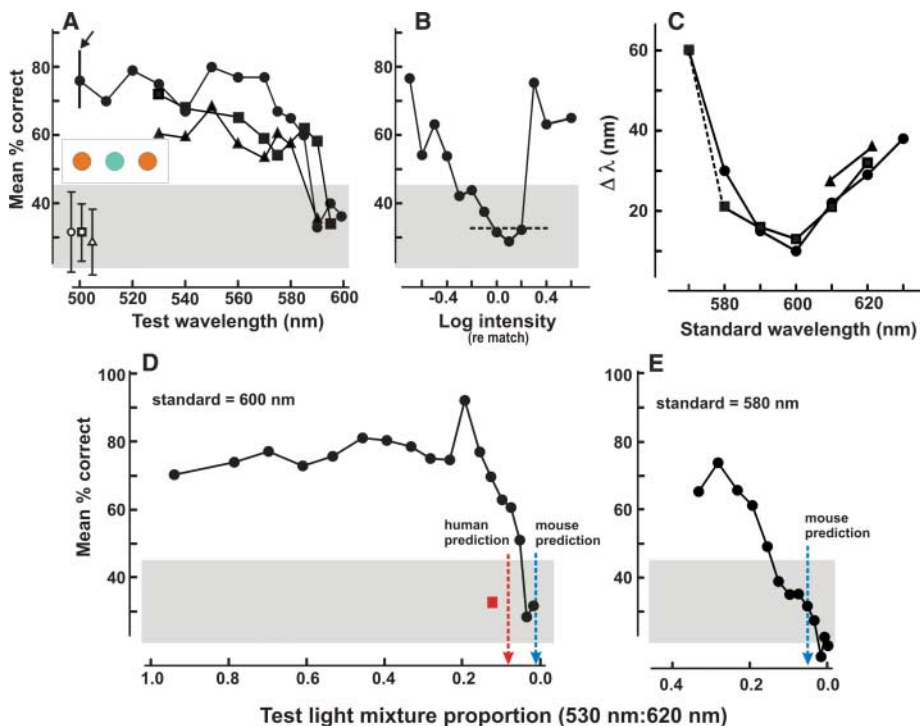 A
B
C
Mean % correct
80
60
40
500 520 540 560 580 600
Test wavelength (nm)
80
60
40
-0.4 0.0 0.4
Log intensity
(re match)
Δ λ (nm)
60
40
20
0
580 600 620
Standard wavelength (nm)
D
E
Mean % correct
100
80
60
40
standard = 600 nm
human
prediction
mouse
prediction
1.0 0.8 0.6 0.4 0.2 0.0
100
80
60
40
standard = 580 nm
mouse
prediction
0.4 0.2 0.0
Test light mixture proportion (530 nm:620 nm)